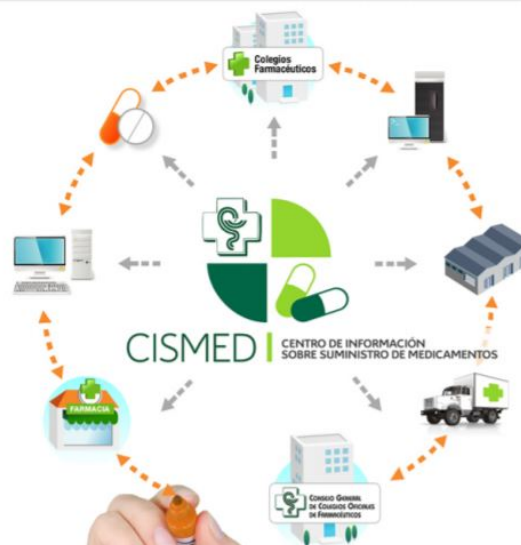 Colegios
Farmacéuticos
CISMED
CENTRO DE INFORMACIÓN
SOBRE SUMINISTRO DE MEDICAMENTOS
FARMACIA
CONSEJO GENERAL
DE COLEGIOS OFICIALES
DE FARMACÉUTICOS